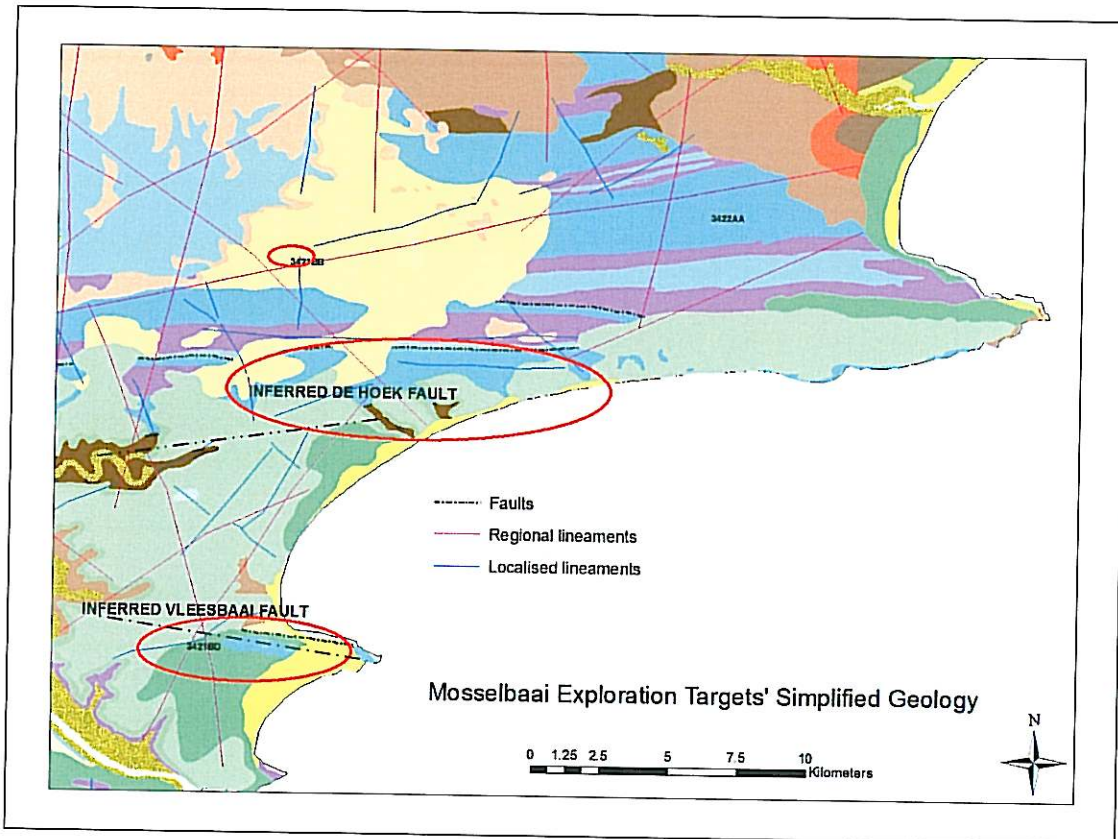 3422AA
INFERRED DE HOEK FAULT
Faults
Regional lineaments
Localised lineaments
INFERRED VLEESBAAI FAULT
3421BD
Mosselbaai Exploration Targets' Simplified Geology
N
0 1.25 2.5 5 7.5 10
Kilometers